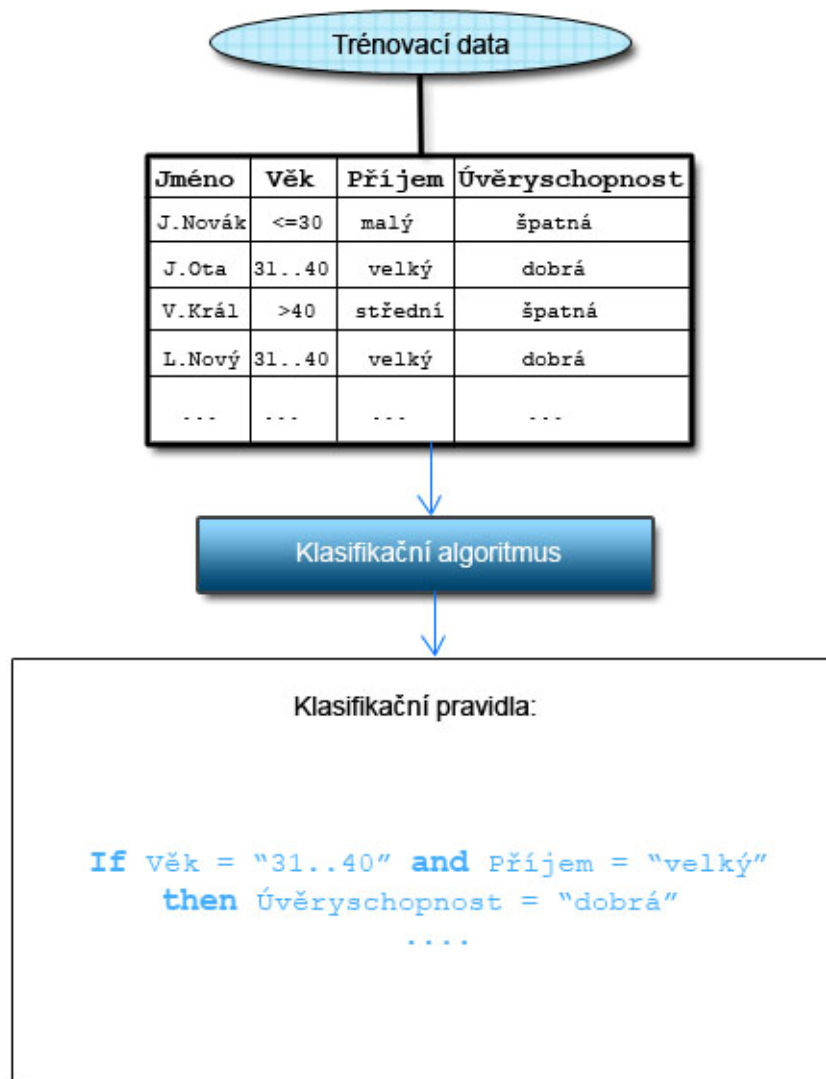 Trénovací data
Jméno Věk Příjem Úvěryschopnost
J.Novák <=30 malý špatná
J.Ota 31..40 velký dobrá
V.Král >40 střední špatná
L.Nový 31..40 velký dobrá
... ... ... ...
Klasifikační algoritmus
Klasifikační pravidla:
If Věk = “31..40” and Příjem = “velký”
then Úvěryschopnost = “dobrá”
....